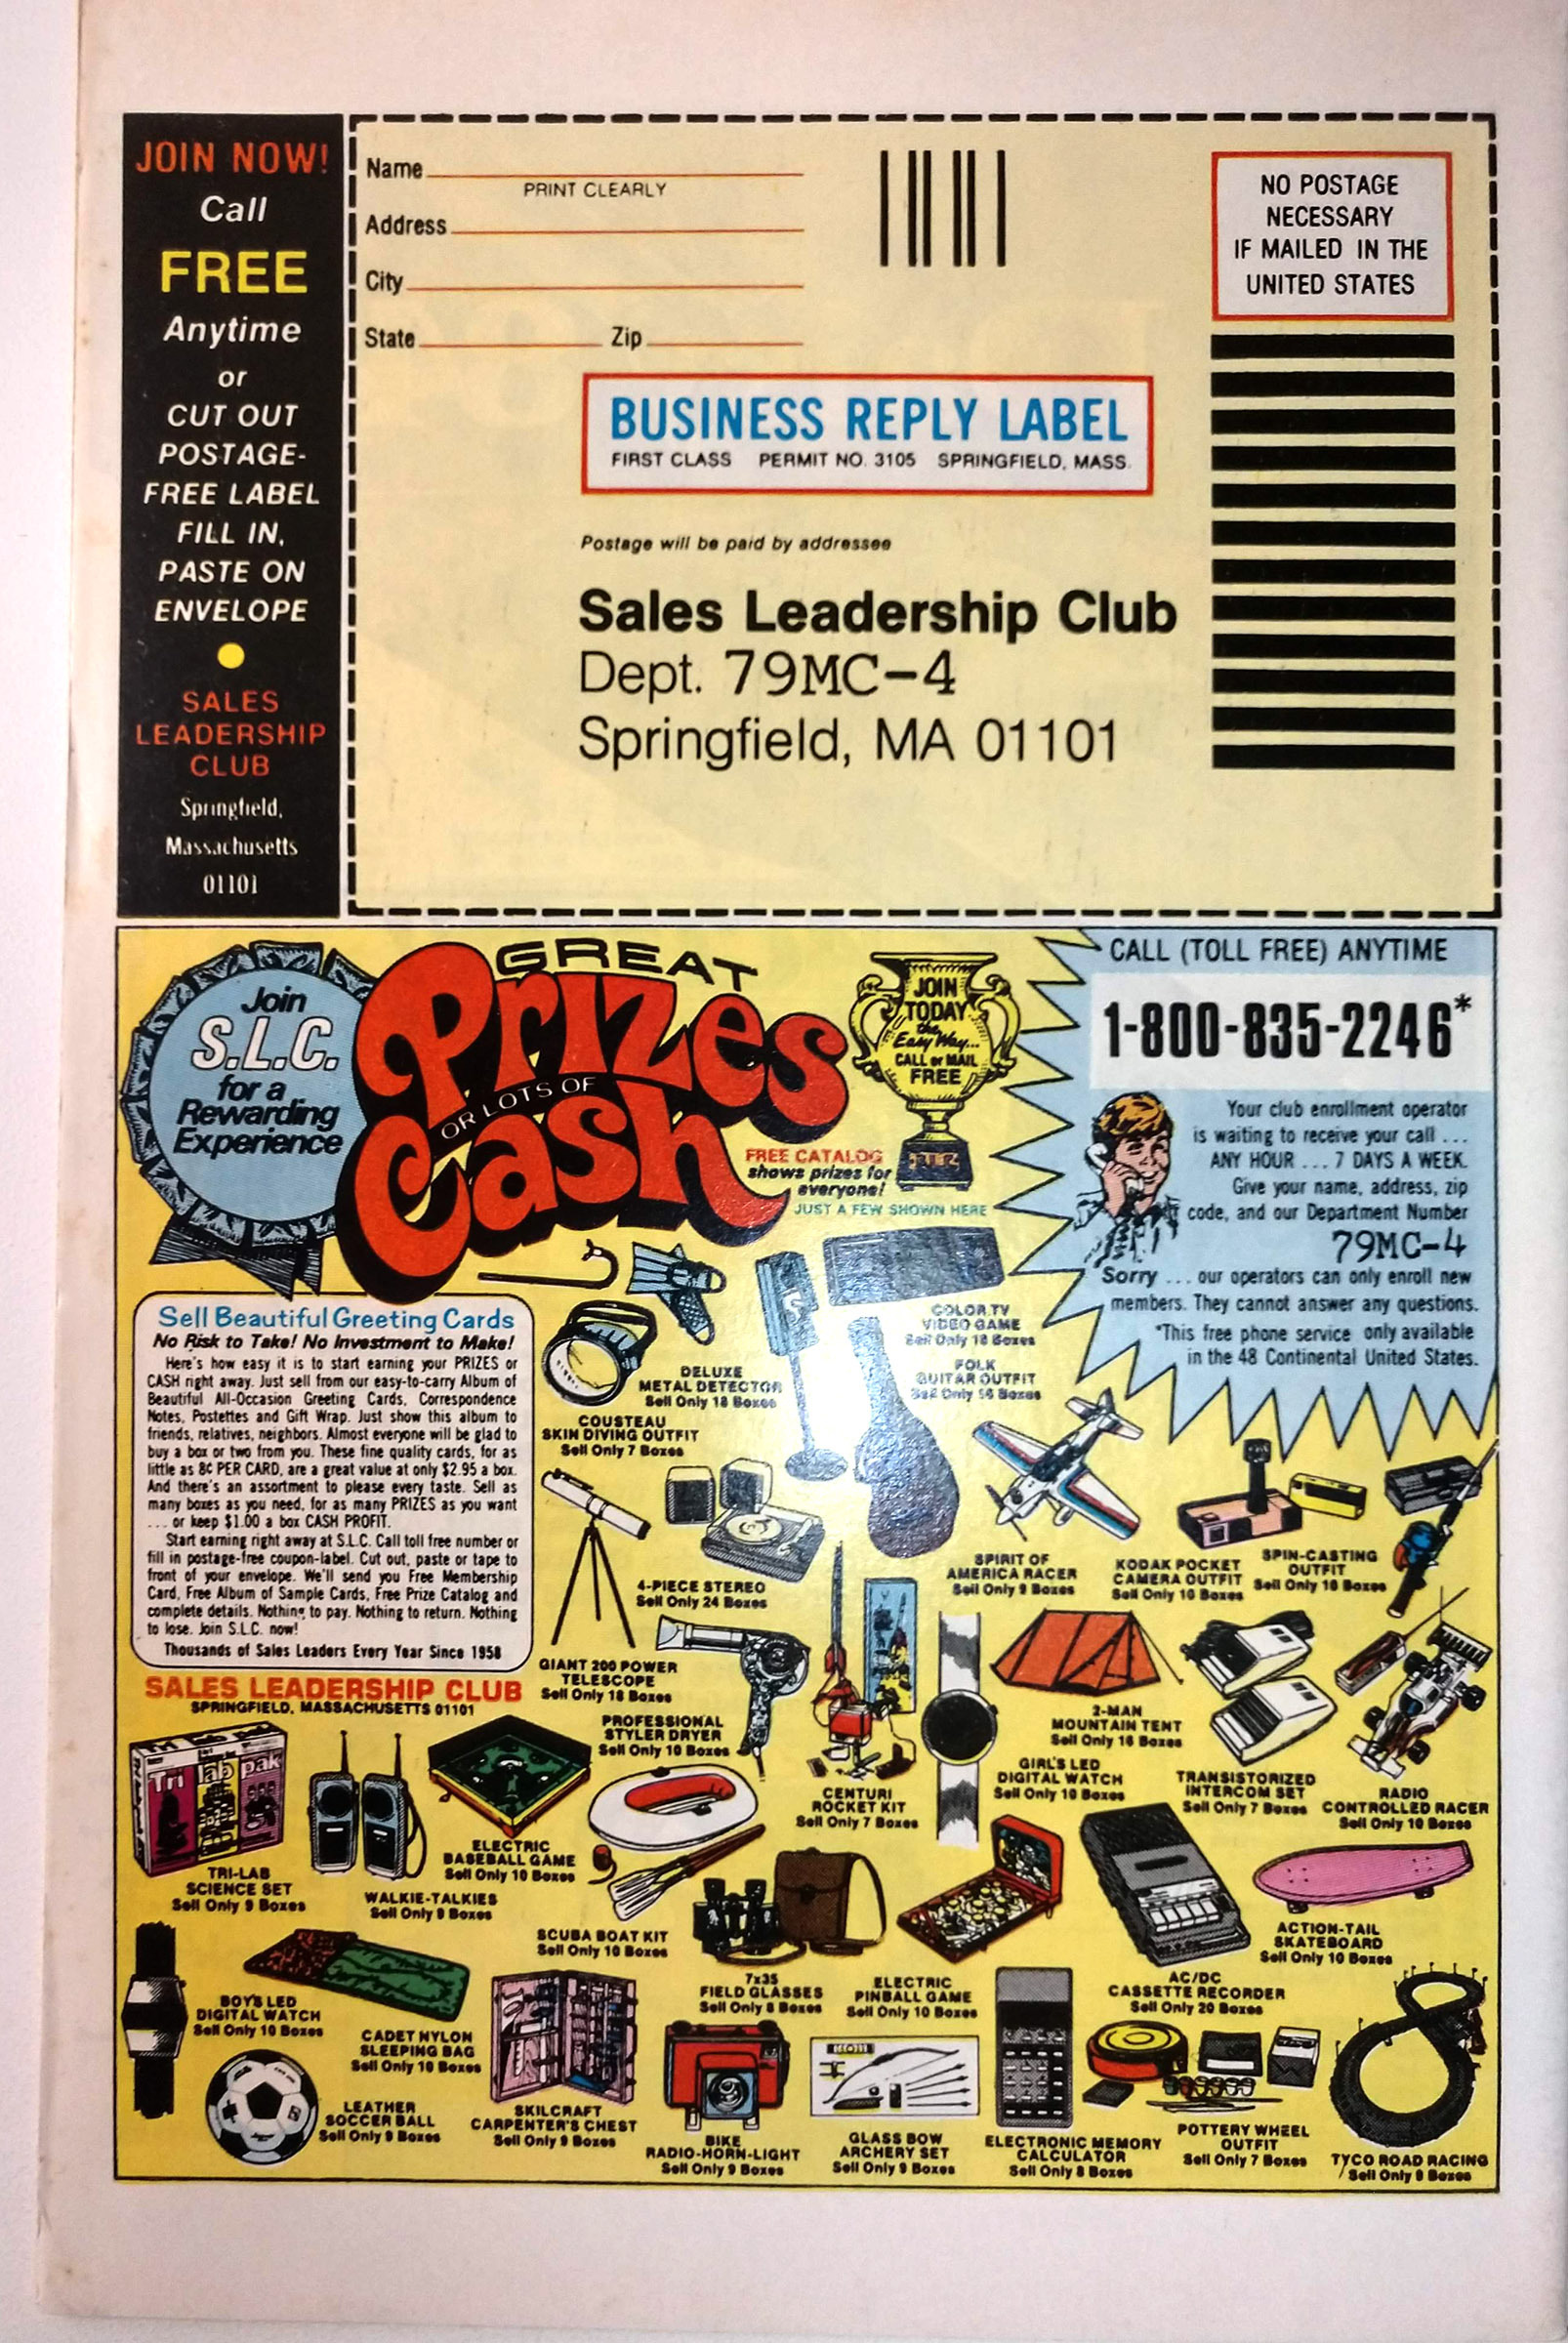 JOIN NOW!
Call
FREE
Anytime
or
CUT OUT
POSTAGE-
FREE LABEL
FILL IN,
PASTE ON
ENVELOPE
SALES
LEADERSHIP
CLUB
Springfield,
Massachusetts
01101
Name
PRINT CLEARLY
Address
City
State Zip
NO POSTAGE
NECESSARY
IF MAILED IN THE
UNITED STATES
BUSINESS REPLY LABEL
FIRST CLASS PERMIT NO. 3105 SPRINGFIELD, MASS.
Postage will be paid by addressee
Sales Leadership Club
Dept. 79MC-4
Springfield, MA 01101
Join
S.L.C.
for a
Rewarding
Experience
GREAT
Prizes
OR LOTS OF
Cash
JOIN
TODAY
the
Easy Way...
CALL or MAIL
FREE
FREE CATALOG
shows prizes for
everyone!
JUST A FEW SHOWN HERE
CALL (TOLL FREE) ANYTIME
1-800-835-2246*
Your club enrollment operator
is waiting to receive your call ...
ANY HOUR ... 7 DAYS A WEEK.
Give your name, address, zip
code, and our Department Number
79MC-4
Sorry ... our operators can only enroll new
members. They cannot answer any questions.
*This free phone service only available
in the 48 Continental United States.
Sell Beautiful Greeting Cards
No Risk to Take! No Investment to Make!
Here's how easy it is to start earning your PRIZES or
CASH right away. Just sell from our easy-to-carry Album of
Beautiful All-Occasion Greeting Cards, Correspondence
Notes, Postettes and Gift Wrap. Just show this album to
friends, relatives, neighbors. Almost everyone will be glad to
buy a box or two from you. These fine quality cards, for as
little as 8¢ PER CARD, are a great value at only $2.95 a box.
And there's an assortment to please every taste. Sell as
many boxes as you need, for as many PRIZES as you want
... or keep $1.00 a box CASH PROFIT.
Start earning right away at S.L.C. Call toll free number or
fill in postage-free coupon-label. Cut out, paste or tape to
front of your envelope. We'll send you Free Membership
Card, Free Album of Sample Cards, Free Prize Catalog and
complete details. Nothing to pay. Nothing to return. Nothing
to lose. Join S.L.C. now!
Thousands of Sales Leaders Every Year Since 1958
SALES LEADERSHIP CLUB
SPRINGFIELD, MASSACHUSETTS 01101
COLOR TV
VIDEO GAME
Sell Only 18 Boxes
FOLK
GUITAR OUTFIT
Sell Only Boxes
DELUXE
METAL DETECTOR
Sell Only 18 Boxes
COUSTEAU
SKIN DIVING OUTFIT
Sell Only 7 Boxes
4-PIECE STEREO
Sell Only 24 Boxes
SPIRIT OF
AMERICA RACER
Sell Only 9 Boxes
KODAK POCKET
CAMERA OUTFIT
Sell Only 10 Boxes
SPIN-CASTING
OUTFIT
Sell Only 10 Boxes
GIANT 200 POWER
TELESCOPE
Sell Only 18 Boxes
PROFESSIONAL
STYLER DRYER
Sell Only 10 Boxes
CENTURI
ROCKET KIT
Sell Only 7 Boxes
2-MAN
MOUNTAIN TENT
Sell Only 16 Boxes
GIRL'S LED
DIGITAL WATCH
Sell Only 10 Boxes
TRANSISTORIZED
INTERCOM SET
Sell Only 7 Boxes
RADIO
CONTROLLED RACER
Sell Only 10 Boxes
Tri lab pak
TRI-LAB
SCIENCE SET
Sell Only 9 Boxes
WALKIE-TALKIES
Sell Only 9 Boxes
ELECTRIC
BASEBALL GAME
Sell Only 10 Boxes
SCUBA BOAT KIT
Sell Only 10 Boxes
7x35
FIELD GLASSES
Sell Only 8 Boxes
ELECTRIC
PINBALL GAME
Sell Only 10 Boxes
AC/DC
CASSETTE RECORDER
Sell Only 20 Boxes
ACTION-TAIL
SKATEBOARD
Sell Only 10 Boxes
BOY'S LED
DIGITAL WATCH
Sell Only 10 Boxes
CADET NYLON
SLEEPING BAG
Sell Only 10 Boxes
LEATHER
SOCCER BALL
Sell Only 9 Boxes
SKILCRAFT
CARPENTER'S CHEST
Sell Only 9 Boxes
BIKE
RADIO-HORN-LIGHT
Sell Only 9 Boxes
GLASS BOW
ARCHERY SET
Sell Only 9 Boxes
ELECTRONIC MEMORY
CALCULATOR
Sell Only 8 Boxes
POTTERY WHEEL
OUTFIT
Sell Only 7 Boxes
TYCO ROAD RACING
Sell Only 9 Boxes